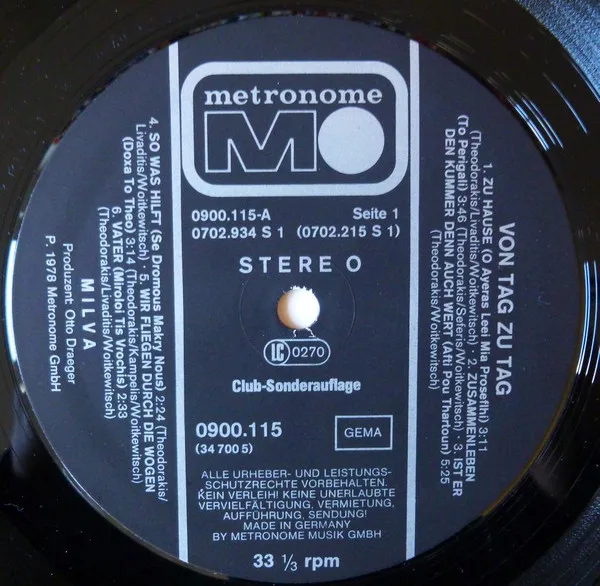 metronome
MO
0900.115-A Seite 1
0702.934 S 1 (0702.215 S 1)
STEREO
LC 0270
Club-Sonderauflage
0900.115 GEMA
(34 700 5)
ALLE URHEBER- UND LEISTUNGS-
SCHUTZRECHTE VORBEHALTEN.
KEIN VERLEIH! KEINE UNERLAUBTE
VERVIELFÄLTIGUNG, VERMIETUNG,
AUFFÜHRUNG, SENDUNG!
MADE IN GERMANY
BY METRONOME MUSIK GMBH
33 1/3 rpm
VON TAG ZU TAG
1. ZU HAUSE (O Ayeras Leei Mia Prosefihi) 3:11
(Theodorakis/Livaditis/Woitkewitsch) · 2. ZUSAMMENLEBEN
(To Perigali) 3:46 (Theodorakis/Seferis/Woitkewitsch) · 3. IST ER
DEN KUMMER DENN AUCH WERT (Afti Pou Thartoun) 5:25
(Theodorakis/Livaditis/Woitkewitsch)
4. SO WAS HILFT (Se Dromous Makry Nous) 2:24 (Theodorakis/
Livaditis/Woitkewitsch) · 5. WIR FLIEGEN DURCH DIE WOGEN
(Doxa To Theo) 3:14 (Theodorakis/Kampelis/Woitkewitsch)
6. VATER (Miroloi Tis Vrochis) 2:33
(Theodorakis/Livaditis/Woitkewitsch)
MILVA
Produzent: Otto Draeger
P. 1978 Metronome GmbH